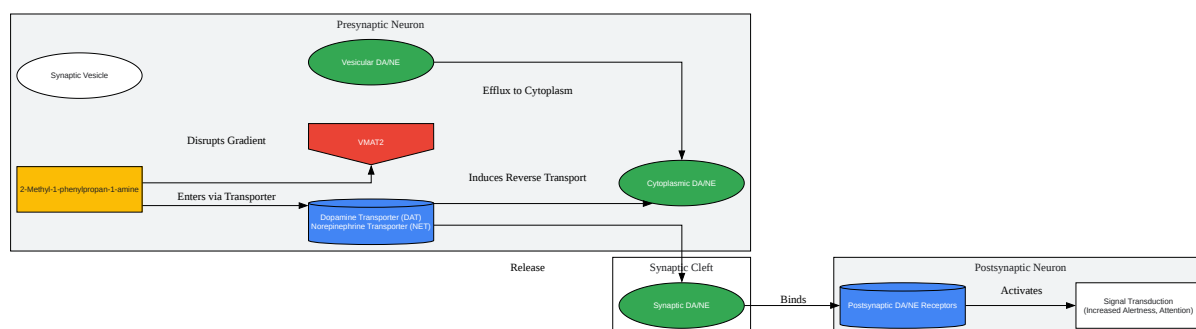 Presynaptic Neuron
Synaptic Vesicle
Vesicular DA/NE
Efflux to Cytoplasm
Disrupts Gradient
VMAT2
2-Methyl-1-phenylpropan-1-amine
Enters via Transporter
Induces Reverse Transport
Cytoplasmic DA/NE
Dopamine Transporter (DAT)
Norepinephrine Transporter (NET)
Release
Synaptic Cleft
Synaptic DA/NE
Binds
Postsynaptic Neuron
Postsynaptic DA/NE Receptors
Activates
Signal Transduction
(Increased Alertness, Attention)